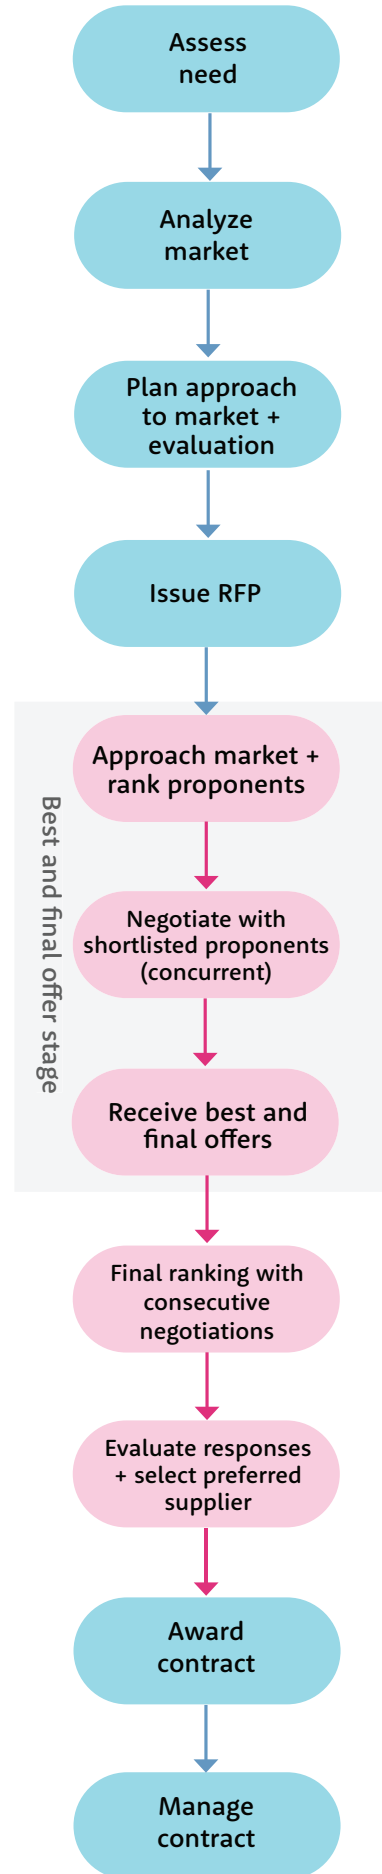 Assess
need
Analyze
market
Plan approach
to market +
evaluation
Issue RFP
Best and final offer stage
Approach market +
rank proponents
Negotiate with
shortlisted proponents
(concurrent)
Receive best and
final offers
Final ranking with
consecutive
negotiations
Evaluate responses
+ select preferred
supplier
Award
contract
Manage
contract